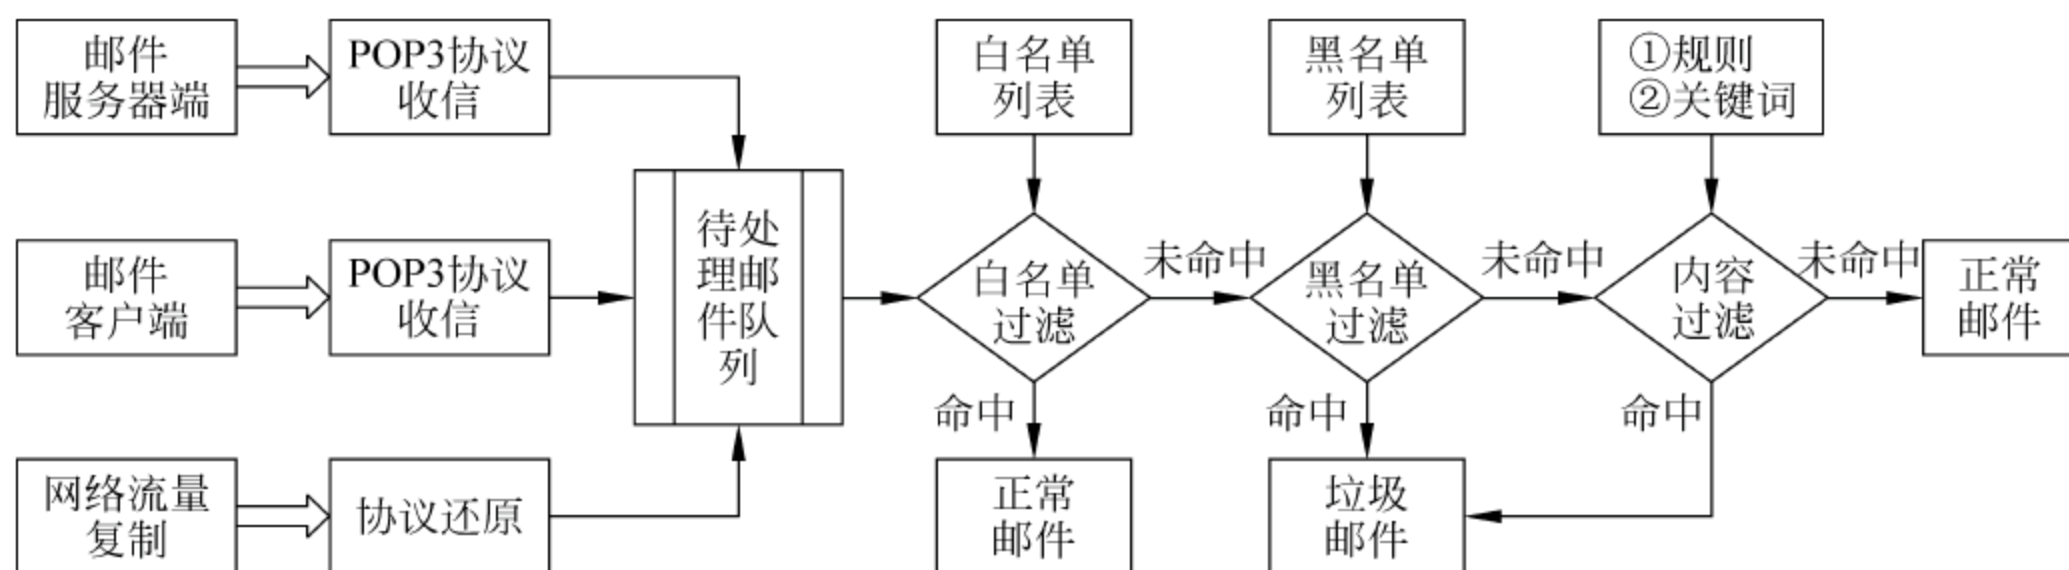 邮件
服务器端
POP3协议
收信
白名单
列表
黑名单
列表
①规则
②关键词
邮件
客户端
POP3协议
收信
待处
理邮
件队
列
白名单
过滤
未命中
黑名单
过滤
未命中
内容
过滤
未命中
正常
邮件
命中
命中
命中
网络流量
复制
协议还原
正常
邮件
垃圾
邮件